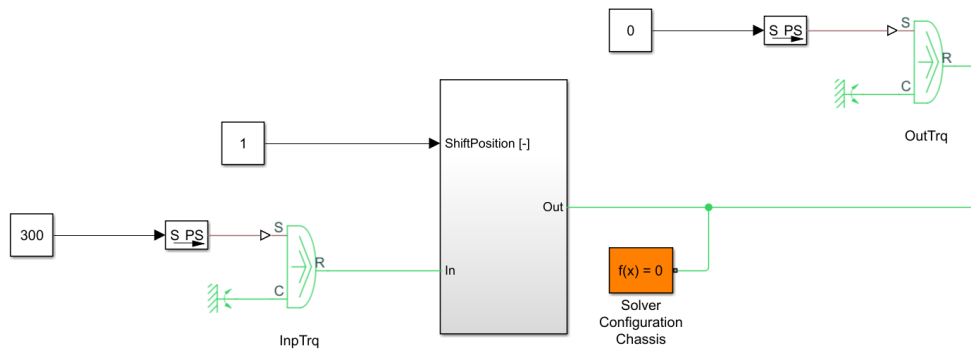 0
S PS
S
R
C
OutTrq
1
ShiftPosition [-]
Out
300
S PS
S
R
C
In
InpTrq
f(x) = 0
Solver
Configuration
Chassis